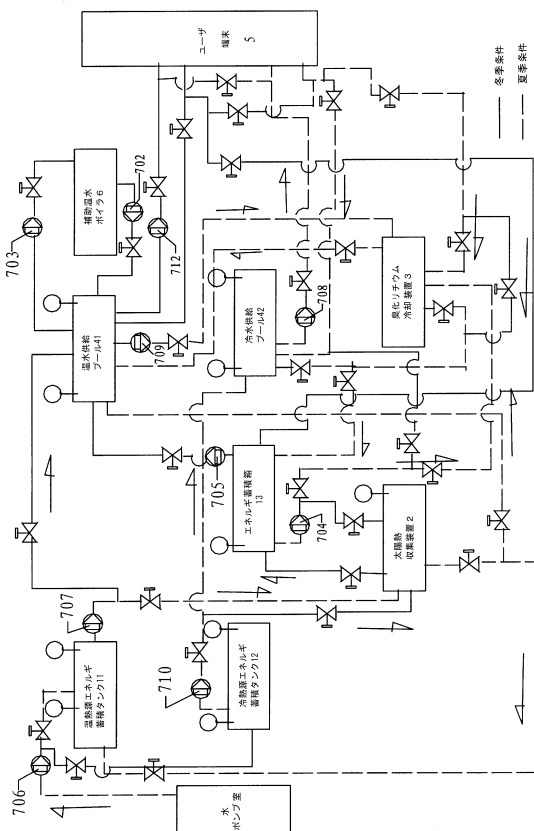 ユーザ
端末
5
冬季条件
夏季条件
703
補助温水
ボイラ6
702
712
温水供給
プール41
709
冷水供給
プール42
708
臭化リチウム
冷却装置3
705
エネルギ蓄積箱
13
704
太陽熱
収集装置2
707
温熱源エネルギ
蓄積タンク11
710
冷熱源エネルギ
蓄積タンク12
706
水
ポンプ室